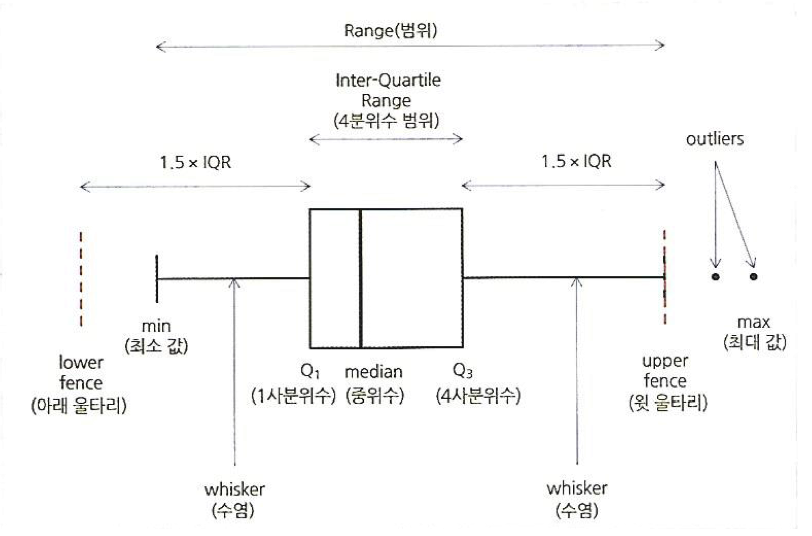 Range(범위)
Inter-Quartile
Range
(4분위수 범위)
1.5 × IQR
1.5 × IQR
outliers
min
(최소 값)
max
(최대 값)
lower
fence
(아래 울타리)
Q1
(1사분위수)
median
(중위수)
Q3
(4사분위수)
upper
fence
(윗 울타리)
whisker
(수염)
whisker
(수염)